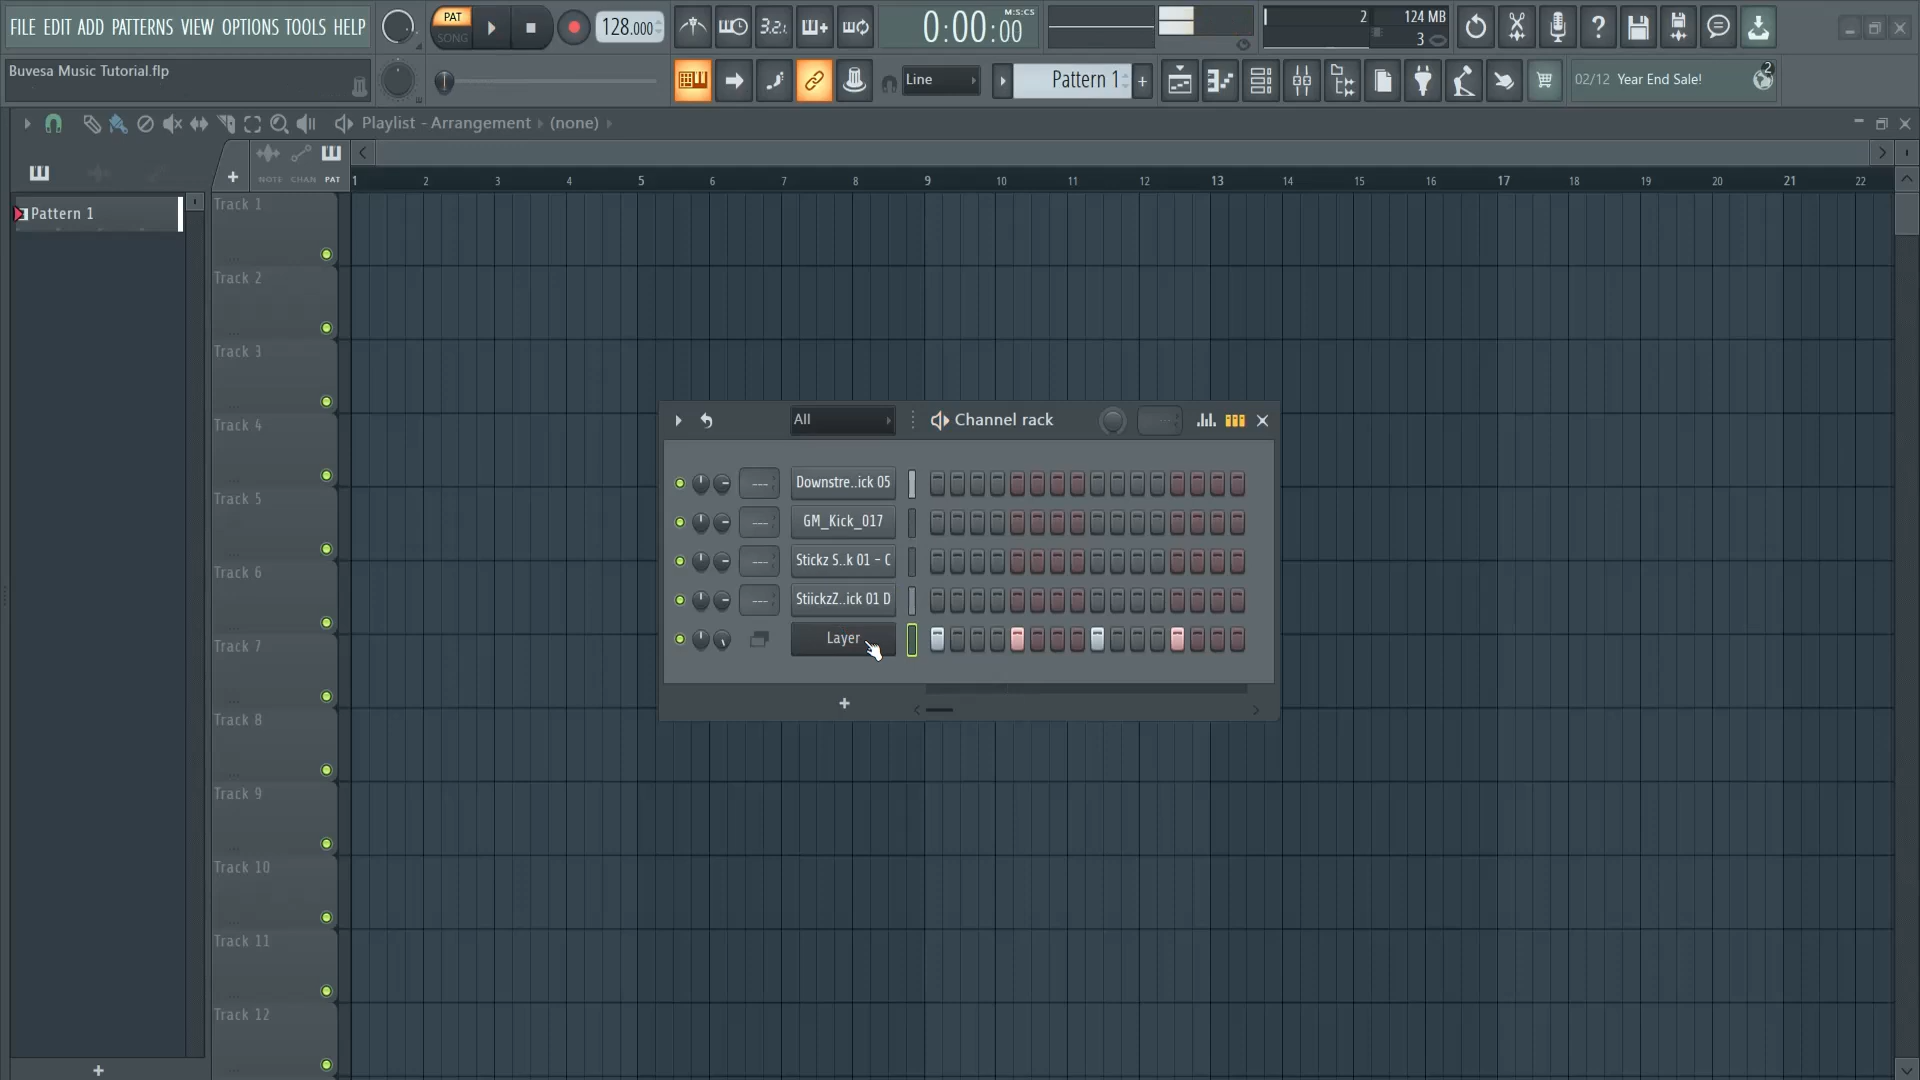 FILE EDIT ADD PATTERNS VIEW OPTIONS TOOLS HELP
PAT
SONG
128.000
3.2.
0:00:00
M:S:CS
2
124 MB
3
Buvesa Music Tutorial.flp
Line
Pattern 1
02/12 Year End Sale!
2
Playlist - Arrangement (none)
NOTE CHAN PAT
1 2 3 4 5 6 7 8 9 10 11 12 13 14 15 16 17 18 19 20 21 22
Pattern 1
Track 1
Track 2
Track 3
Track 4
Track 5
Track 6
Track 7
Track 8
Track 9
Track 10
Track 11
Track 12
All
Channel rack
--- Downstre..ick 05
--- GM_Kick_017
--- Stickz S..k 01 - C
--- StiickzZ..ick 01 D
Layer